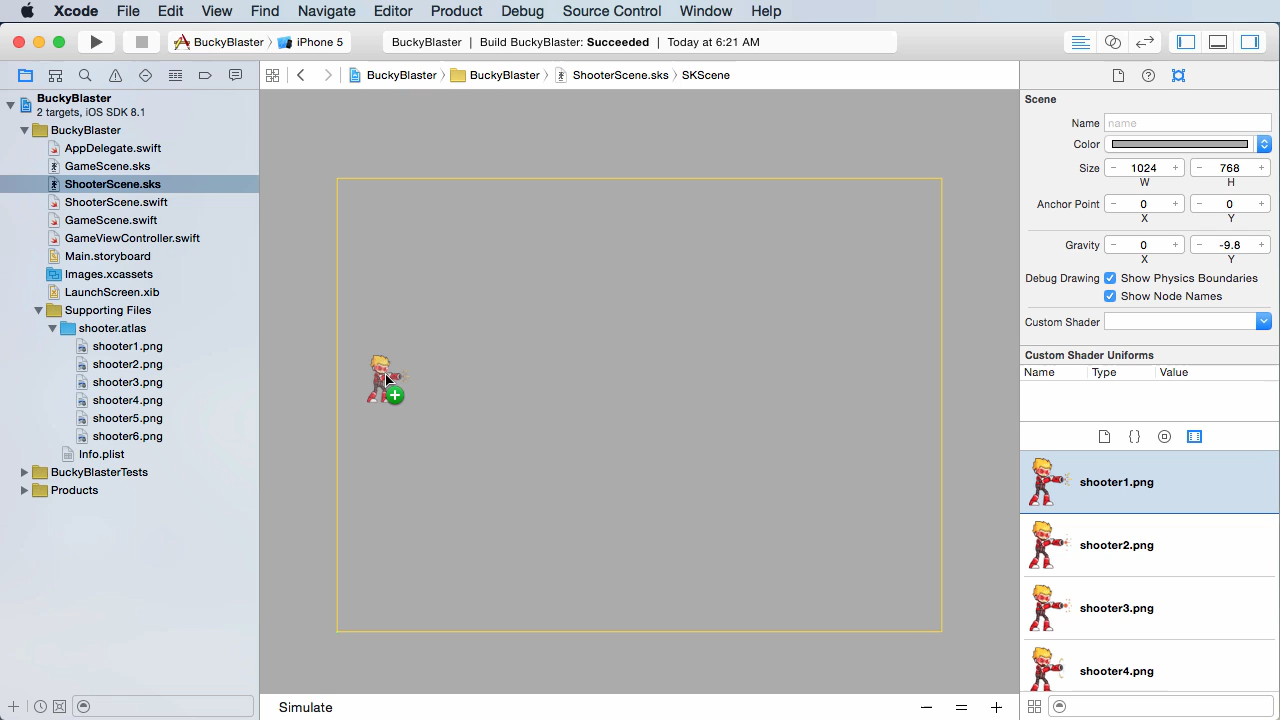 Xcode File Edit View Find Navigate Editor Product Debug Source Control Window Help
BuckyBlaster iPhone 5 BuckyBlaster | Build BuckyBlaster: Succeeded | Today at 6:21 AM
BuckyBlaster BuckyBlaster ShooterScene.sks SKScene
BuckyBlaster
2 targets, iOS SDK 8.1
BuckyBlaster
AppDelegate.swift
GameScene.sks
ShooterScene.sks
ShooterScene.swift
GameScene.swift
GameViewController.swift
Main.storyboard
Images.xcassets
LaunchScreen.xib
Supporting Files
shooter.atlas
shooter1.png
shooter2.png
shooter3.png
shooter4.png
shooter5.png
shooter6.png
Info.plist
BuckyBlasterTests
Products
Simulate
Scene
Name name
Color
Size 1024 768
W H
Anchor Point 0 0
X Y
Gravity 0 -9.8
X Y
Debug Drawing Show Physics Boundaries
Show Node Names
Custom Shader
Custom Shader Uniforms
Name Type Value
shooter1.png
shooter2.png
shooter3.png
shooter4.png